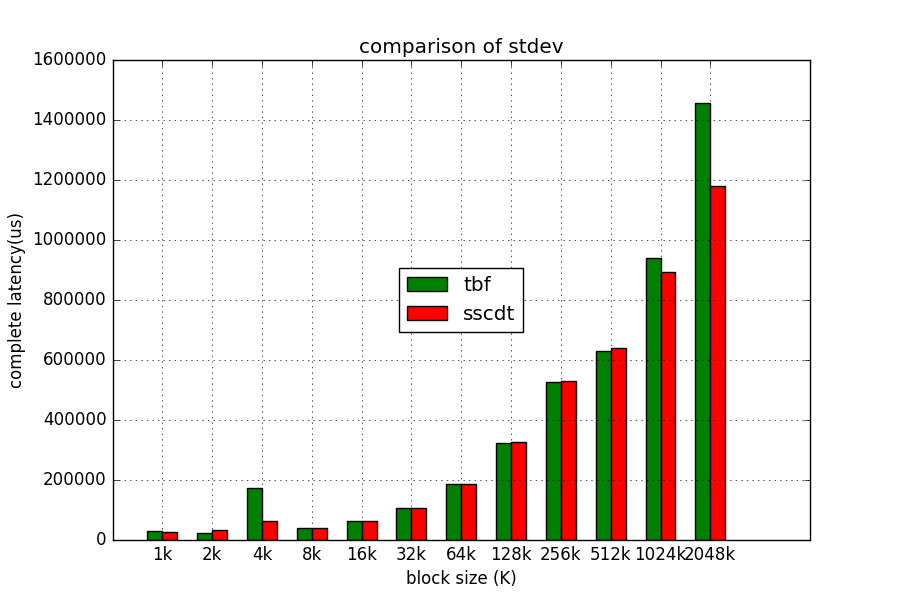 comparison of stdev
1600000
1400000
1200000
1000000
800000
600000
400000
200000
0
complete latency(us)
tbf
sscdt
1k 2k 4k 8k 16k 32k 64k 128k 256k 512k 1024k 2048k
block size (K)